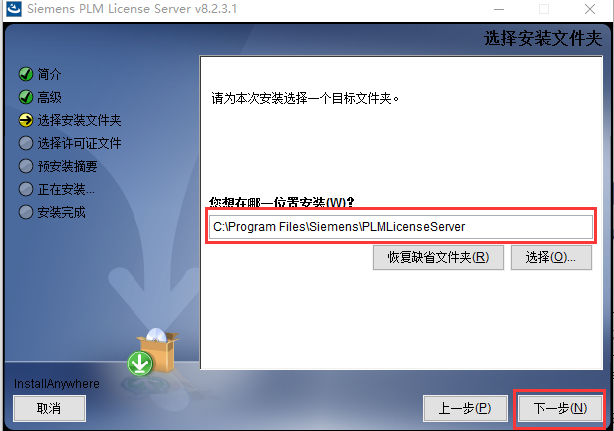 Siemens PLM License Server v8.2.3.1
选择安装文件夹
简介
高级
选择安装文件夹
选择许可证文件
预安装摘要
正在安装...
安装完成
请为本次安装选择一个目标文件夹。
您想在哪一位置安装(W)?
C:\Program Files\Siemens\PLMLicenseServer
恢复缺省文件夹(R)
选择(O)...
InstallAnywhere
取消
上一步(P)
下一步(N)